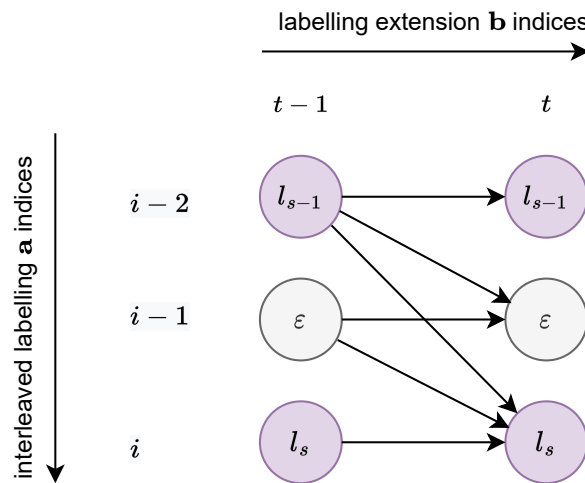 labelling extension b indices
t − 1
t
interleaved labelling a indices
i − 2
l_{s−1}
l_{s−1}
i − 1
ε
ε
i
l_s
l_s